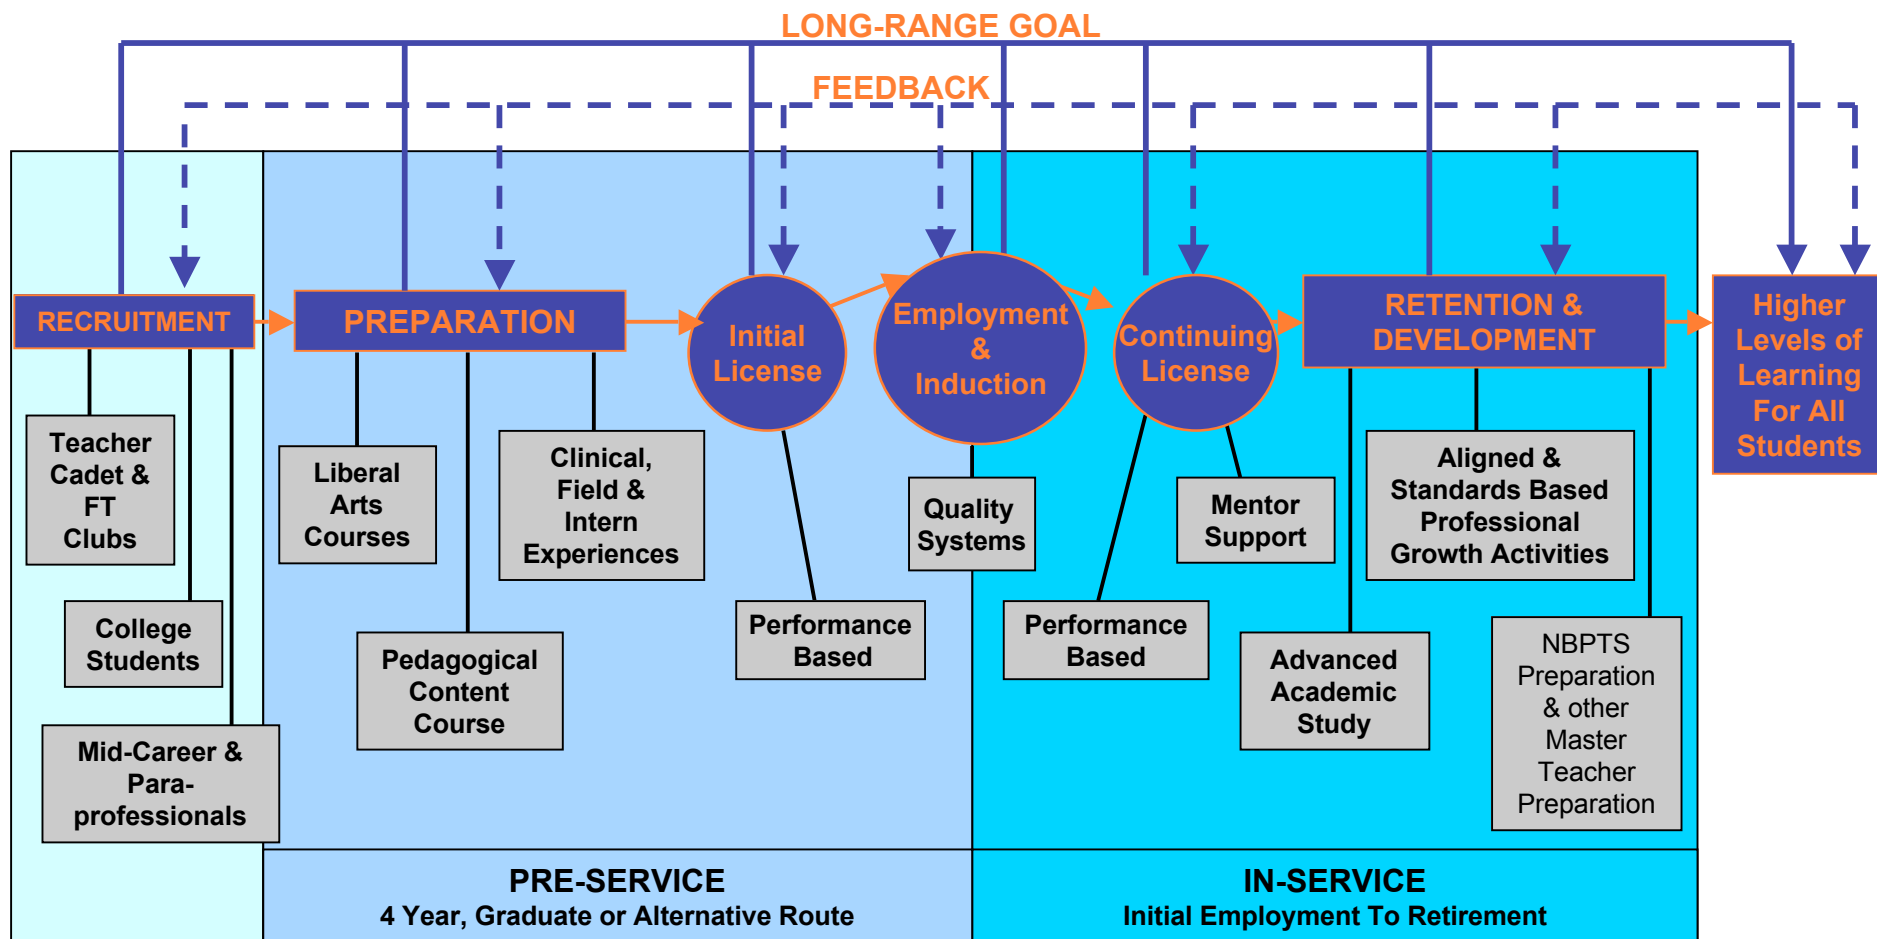 LONG-RANGE GOAL
FEEDBACK
RECRUITMENT
PREPARATION
Initial
License
Employment
&
Induction
Continuing
License
RETENTION &
DEVELOPMENT
Higher
Levels of
Learning
For All
Students
Teacher
Cadet &
FT
Clubs
College
Students
Mid-Career &
Para-
professionals
Liberal
Arts
Courses
Pedagogical
Content
Course
Clinical,
Field &
Intern
Experiences
Performance
Based
Quality
Systems
Performance
Based
Mentor
Support
Advanced
Academic
Study
Aligned &
Standards Based
Professional
Growth Activities
NBPTS
Preparation
& other
Master
Teacher
Preparation
PRE-SERVICE
4 Year, Graduate or Alternative Route
IN-SERVICE
Initial Employment To Retirement